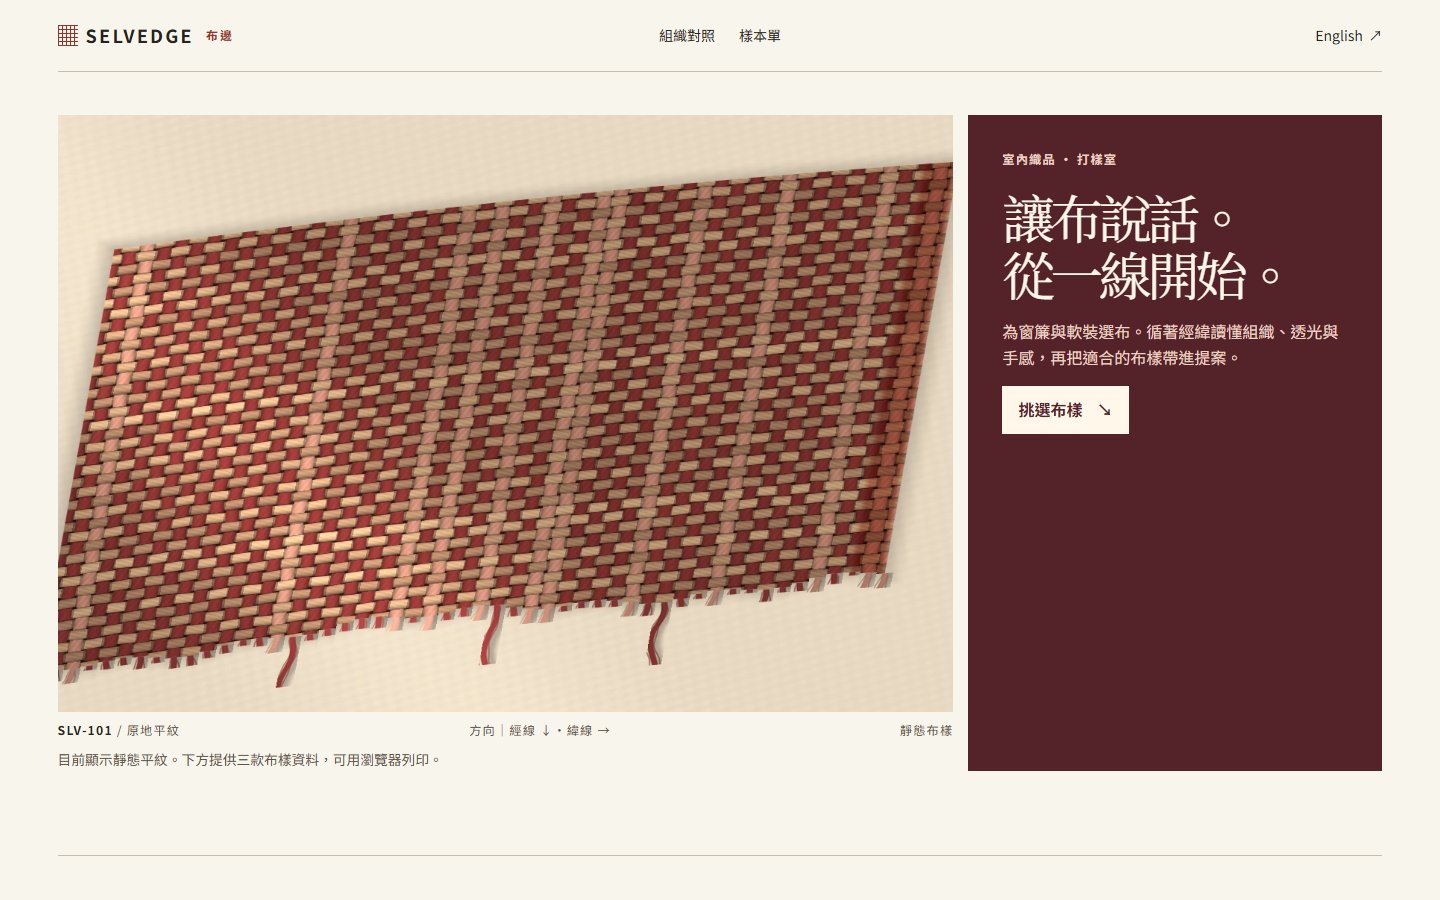 SELVEDGE 布邊
組織對照 樣本單
English ↗
室內織品・打樣室
讓布說話。
從一線開始。
為窗簾與軟裝選布。循著經緯讀懂組織、透光與
手感，再把適合的布樣帶進提案。
挑選布樣 ↘
SLV-101 / 原地平紋
方向｜經線 ↓・緯線 →
靜態布樣
目前顯示靜態平紋。下方提供三款布樣資料，可用瀏覽器列印。